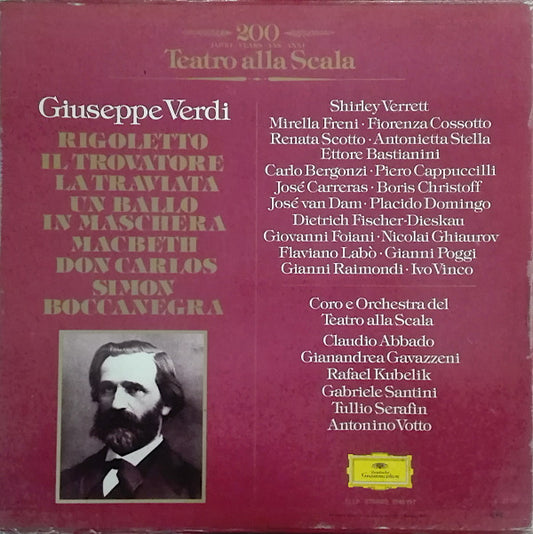 200
JAHRE YEARS ANS ANNI
Teatro alla Scala
Giuseppe Verdi
RIGOLETTO
IL TROVATORE
LA TRAVIATA
UN BALLO
IN MASCHERA
MACBETH
DON CARLOS
SIMON
BOCCANEGRA
Shirley Verrett
Mirella Freni · Fiorenza Cossotto
Renata Scotto · Antonietta Stella
Ettore Bastianini
Carlo Bergonzi · Piero Cappuccilli
José Carreras · Boris Christoff
José van Dam · Placido Domingo
Dietrich Fischer-Dieskau
Giovanni Foiani · Nicolai Ghiaurov
Flaviano Labò · Gianni Poggi
Gianni Raimondi · Ivo Vinco
Coro e Orchestra del
Teatro alla Scala
Claudio Abbado
Gianandrea Gavazzeni
Rafael Kubelik
Gabriele Santini
Tullio Serafin
Antonino Votto
Deutsche
Grammophon
STEREO